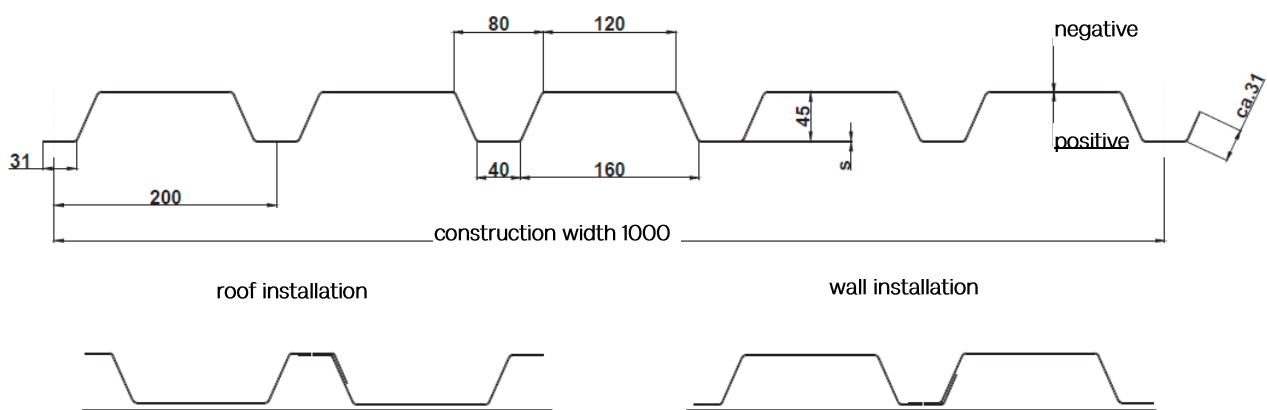 80
120
negative
ca.31
45
positive
s
31
40
160
200
construction width 1000
roof installation
wall installation